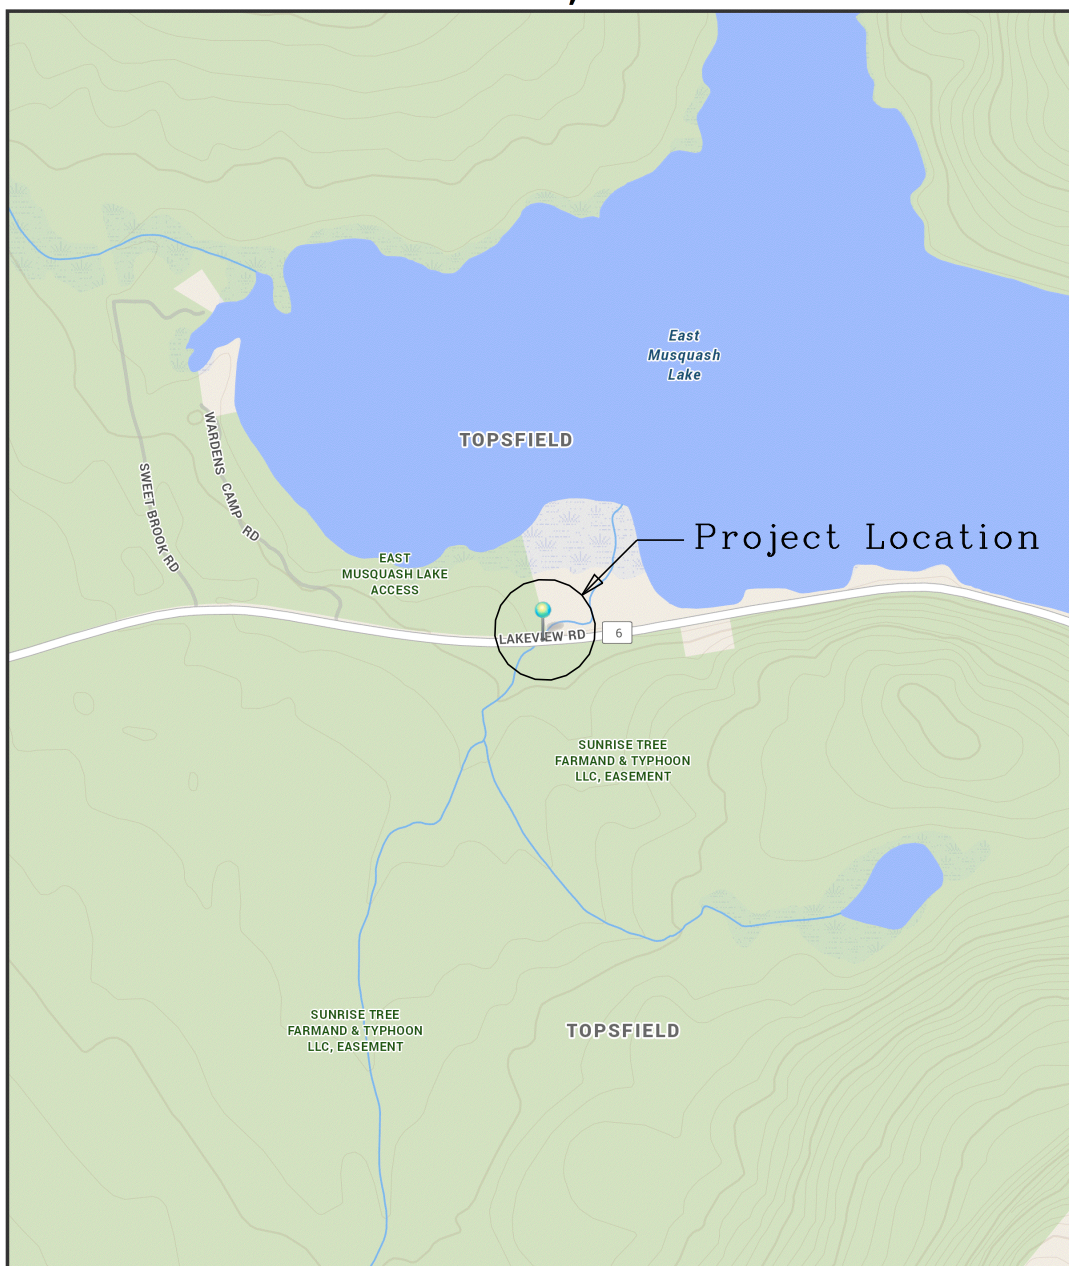 East
Musquash
Lake
TOPSFIELD
WARDENS CAMP RD
SWEET BROOK RD
Project Location
EAST
MUSQUASH LAKE
ACCESS
LAKEVIEW RD
6
SUNRISE TREE
FARMAND & TYPHOON
LLC, EASEMENT
SUNRISE TREE
FARMAND & TYPHOON
LLC, EASEMENT
TOPSFIELD